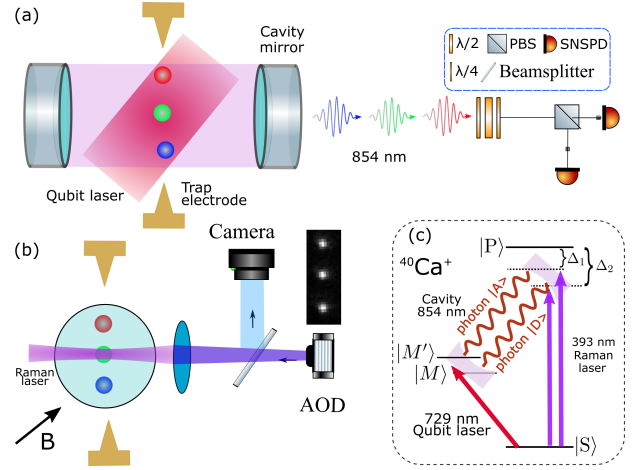 (a)
Cavity
mirror
Qubit laser
Trap
electrode
854 nm
λ/2
PBS
SNSPD
λ/4
Beamsplitter
(b)
Camera
Raman
laser
B
AOD
(c)
|P⟩
⁴⁰Ca⁺
Δ₁
Δ₂
Cavity
854 nm
photon |A>
photon |D>
|M′⟩
|M⟩
393 nm
Raman
laser
729 nm
Qubit laser
|S⟩